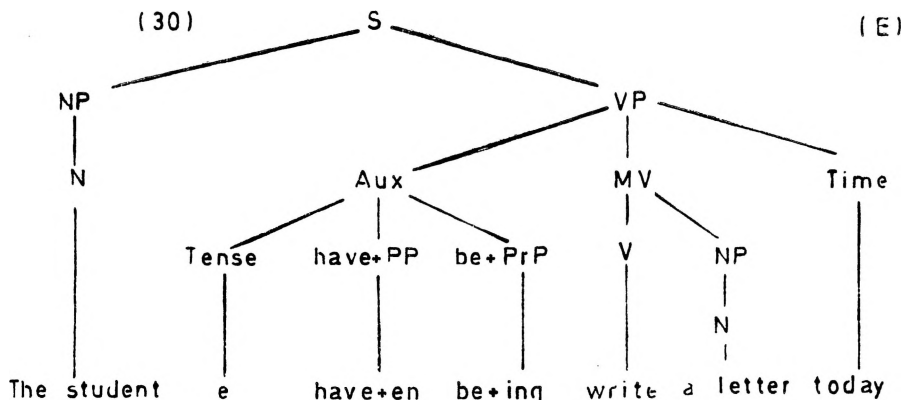 (30) S (E)
NP VP
N Aux MV Time
Tense have+PP be+PrP V NP
N
The student e have+en be+ing write a letter today